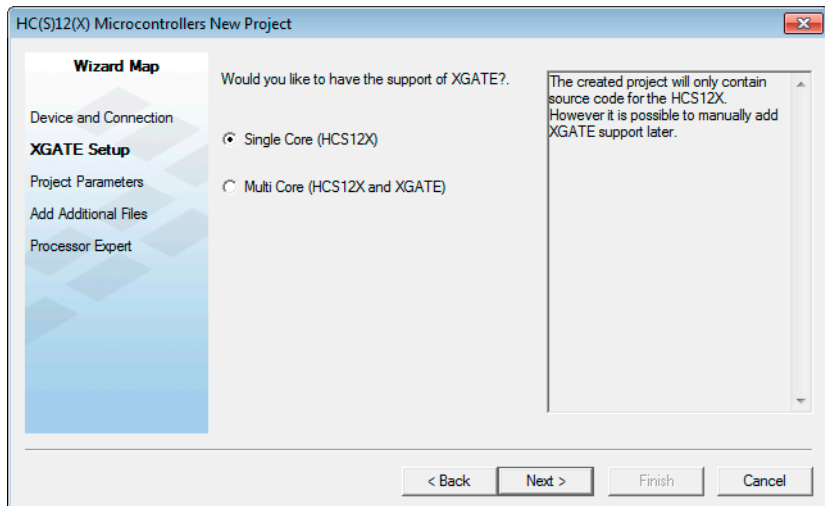 HC(S)12(X) Microcontrollers New Project
Wizard Map
Device and Connection
XGATE Setup
Project Parameters
Add Additional Files
Processor Expert
Would you like to have the support of XGATE?.
Single Core (HCS12X)
Multi Core (HCS12X and XGATE)
The created project will only contain
source code for the HCS12X.
However it is possible to manually add
XGATE support later.
< Back
Next >
Finish
Cancel